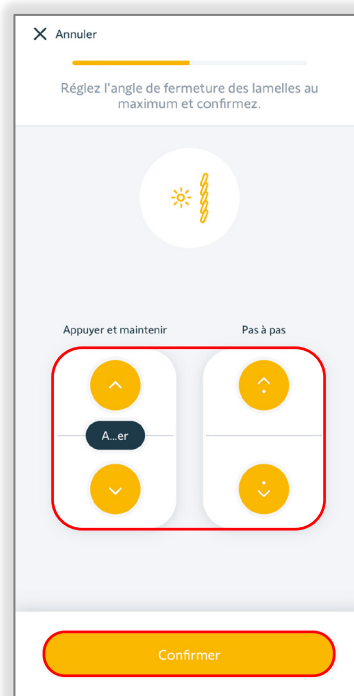 Annuler
Réglez l'angle de fermeture des lamelles au
maximum et confirmez.
Appuyer et maintenir
Pas à pas
A...er
Confirmer